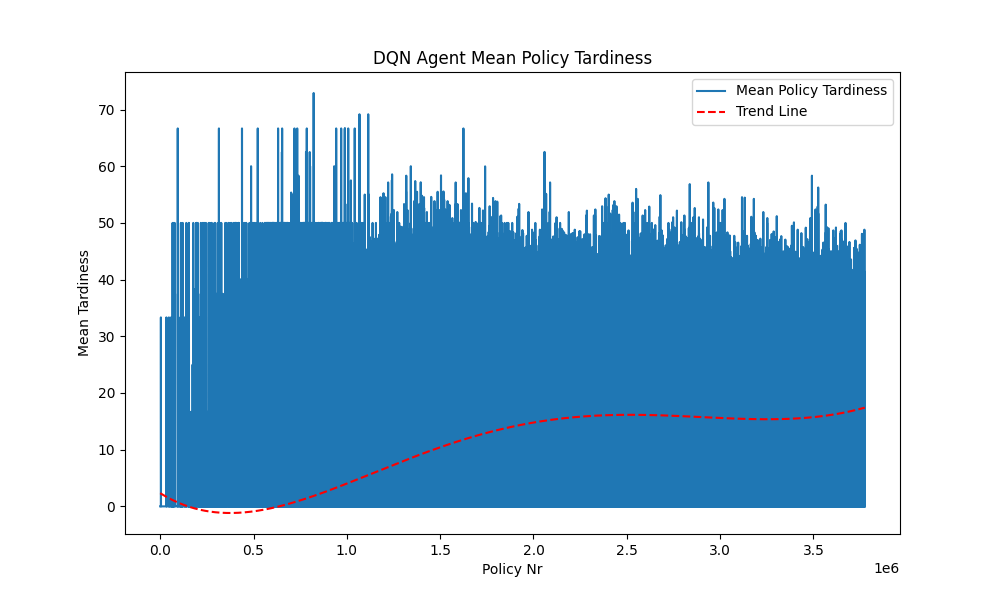 DQN Agent Mean Policy Tardiness
Mean Policy Tardiness
Trend Line
Mean Tardiness
70
60
50
40
30
20
10
0
0.0 0.5 1.0 1.5 2.0 2.5 3.0 3.5
1e6
Policy Nr